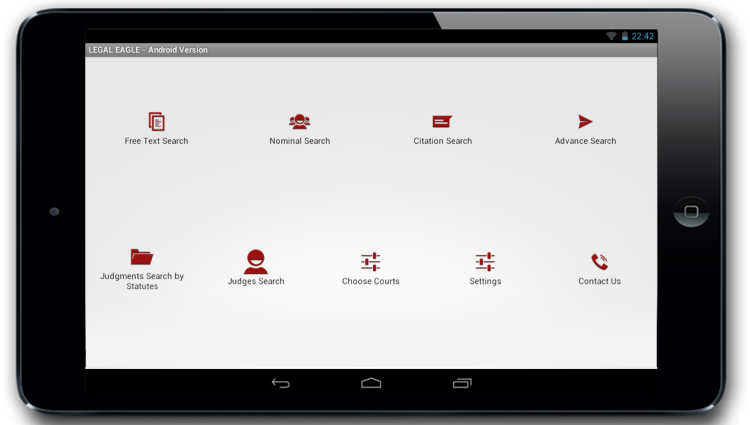 22:42
LEGAL EAGLE - Android Version
Free Text Search
Nominal Search
Citation Search
Advance Search
Judgments Search by
Statutes
Judges Search
Choose Courts
Settings
Contact Us